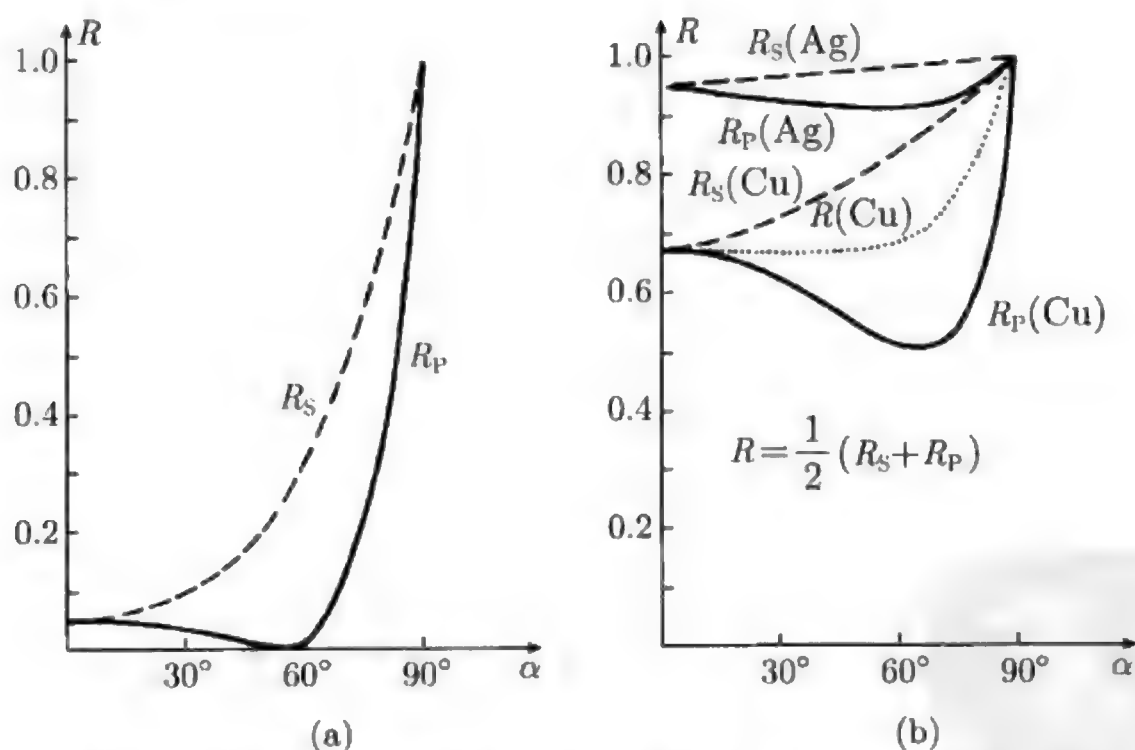 R
1.0
0.8
0.6
0.4
0.2
R_S
R_P
30°
60°
90°
α
(a)
R
1.0
0.8
0.6
0.4
0.2
R_S(Ag)
R_P(Ag)
R_S(Cu)
R(Cu)
R_P(Cu)
R=1/2(R_S+R_P)
30°
60°
90°
α
(b)